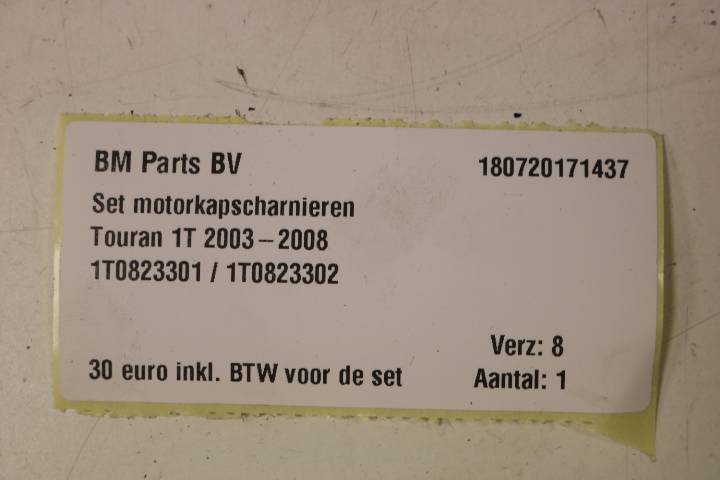 BM Parts BV 180720171437
Set motorkapscharnieren
Touran 1T 2003 – 2008
1T0823301 / 1T0823302
Verz: 8
30 euro inkl. BTW voor de set Aantal: 1